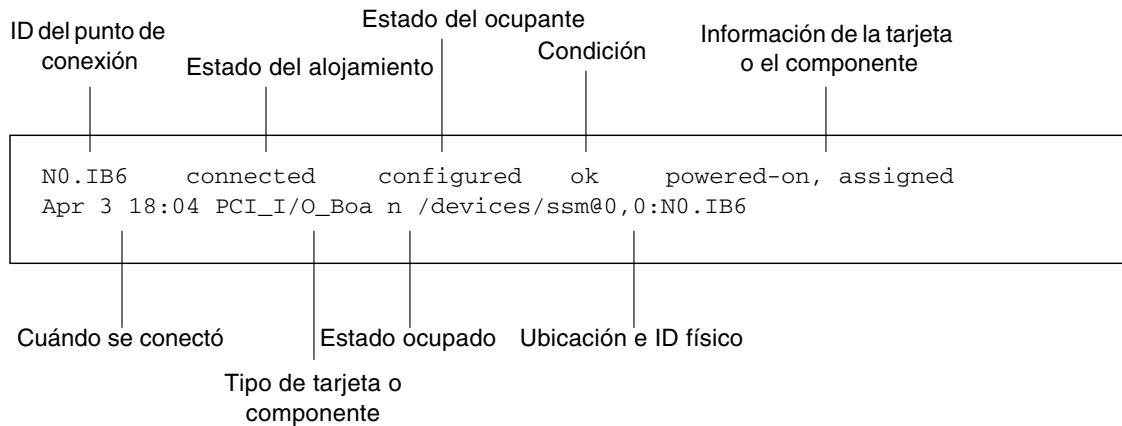 ID del punto de
conexión
Estado del alojamiento
Estado del ocupante
Condición
Información de la tarjeta
o el componente
N0.IB6 connected configured ok powered-on, assigned
Apr 3 18:04 PCI_I/O_Boa n /devices/ssm@0,0:N0.IB6
Cuándo se conectó
Tipo de tarjeta o
componente
Estado ocupado
Ubicación e ID físico